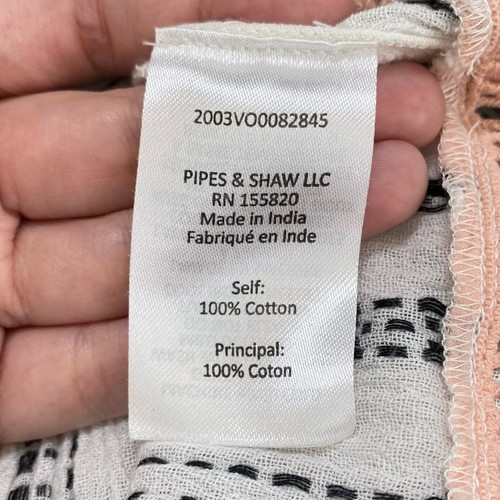 2003VO0082845
PIPES & SHAW LLC
RN 155820
Made in India
Fabriqué en Inde
Self:
100% Cotton
Principal:
100% Coton